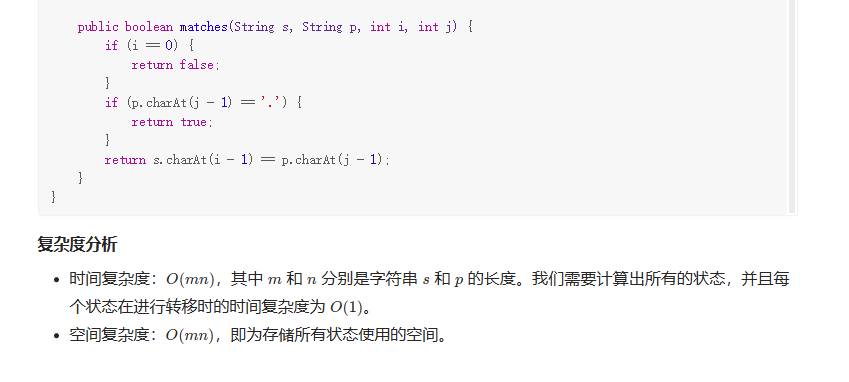 public boolean matches(String s, String p, int i, int j) {
if (i == 0) {
return false;
}
if (p.charAt(j - 1) == '.') {
return true;
}
return s.charAt(i - 1) == p.charAt(j - 1);
}
}
复杂度分析
• 时间复杂度：O(mn)，其中 m 和 n 分别是字符串 s 和 p 的长度。我们需要计算出所有的状态，并且每
个状态在进行转移时的时间复杂度为 O(1)。
• 空间复杂度：O(mn)，即为存储所有状态使用的空间。